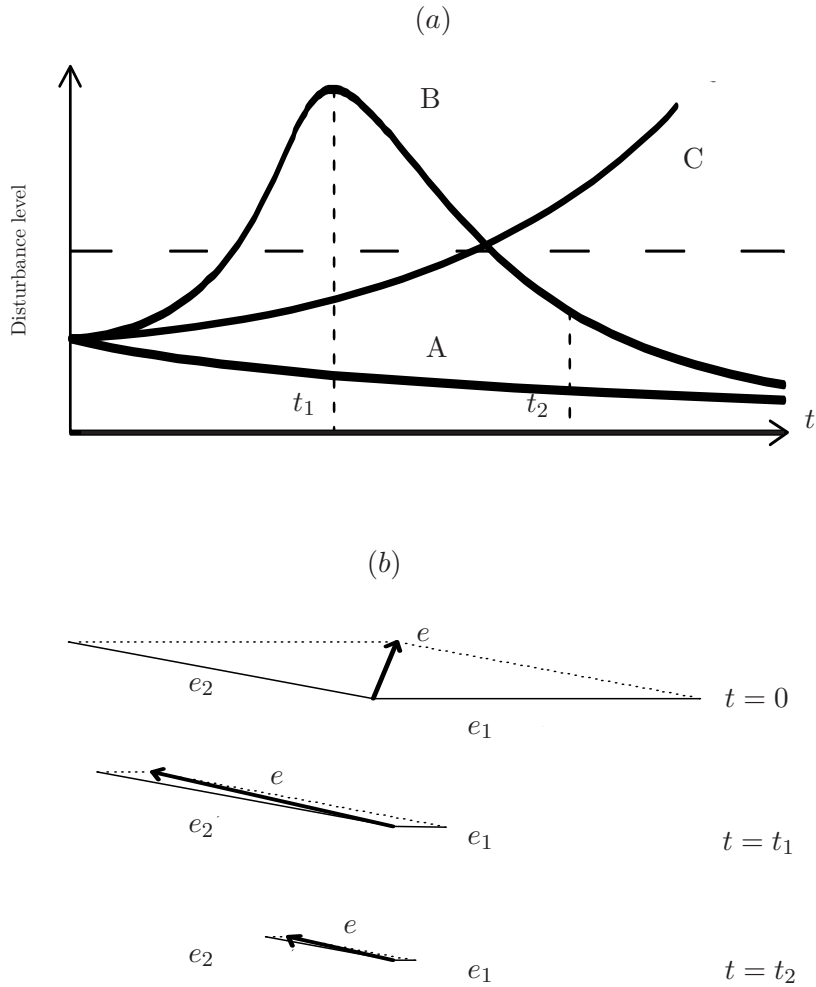 (a)
B
C
Disturbance level
A
t₁
t₂
t
(b)
e
e₂
t = 0
e₁
e
e₂
e₁
t = t₁
e
e₂
e₁
t = t₂